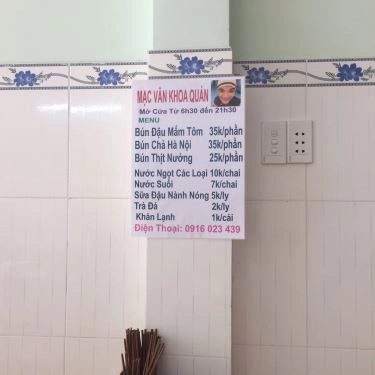 MẠC VĂN KHOA QUÁN
Mở Cửa Từ 6h30 đến 21h30
MENU
Bún Đậu Mắm Tôm 35k/phần
Bún Chả Hà Nội 35k/phần
Bún Thịt Nướng 25k/phần
Nước Ngọt Các Loại 10k/chai
Nước Suối 7k/chai
Sữa Đậu Nành Nóng 5k/ly
Trà Đá 2k/ly
Khăn Lạnh 1k/cái
Điện Thoại: 0916 023 439